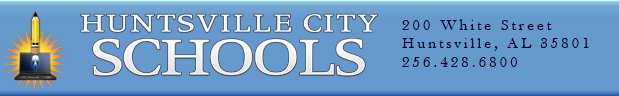 HUNTSVILLE CITY
SCHOOLS
200 White Street
Huntsville, AL 35801
256.428.6800